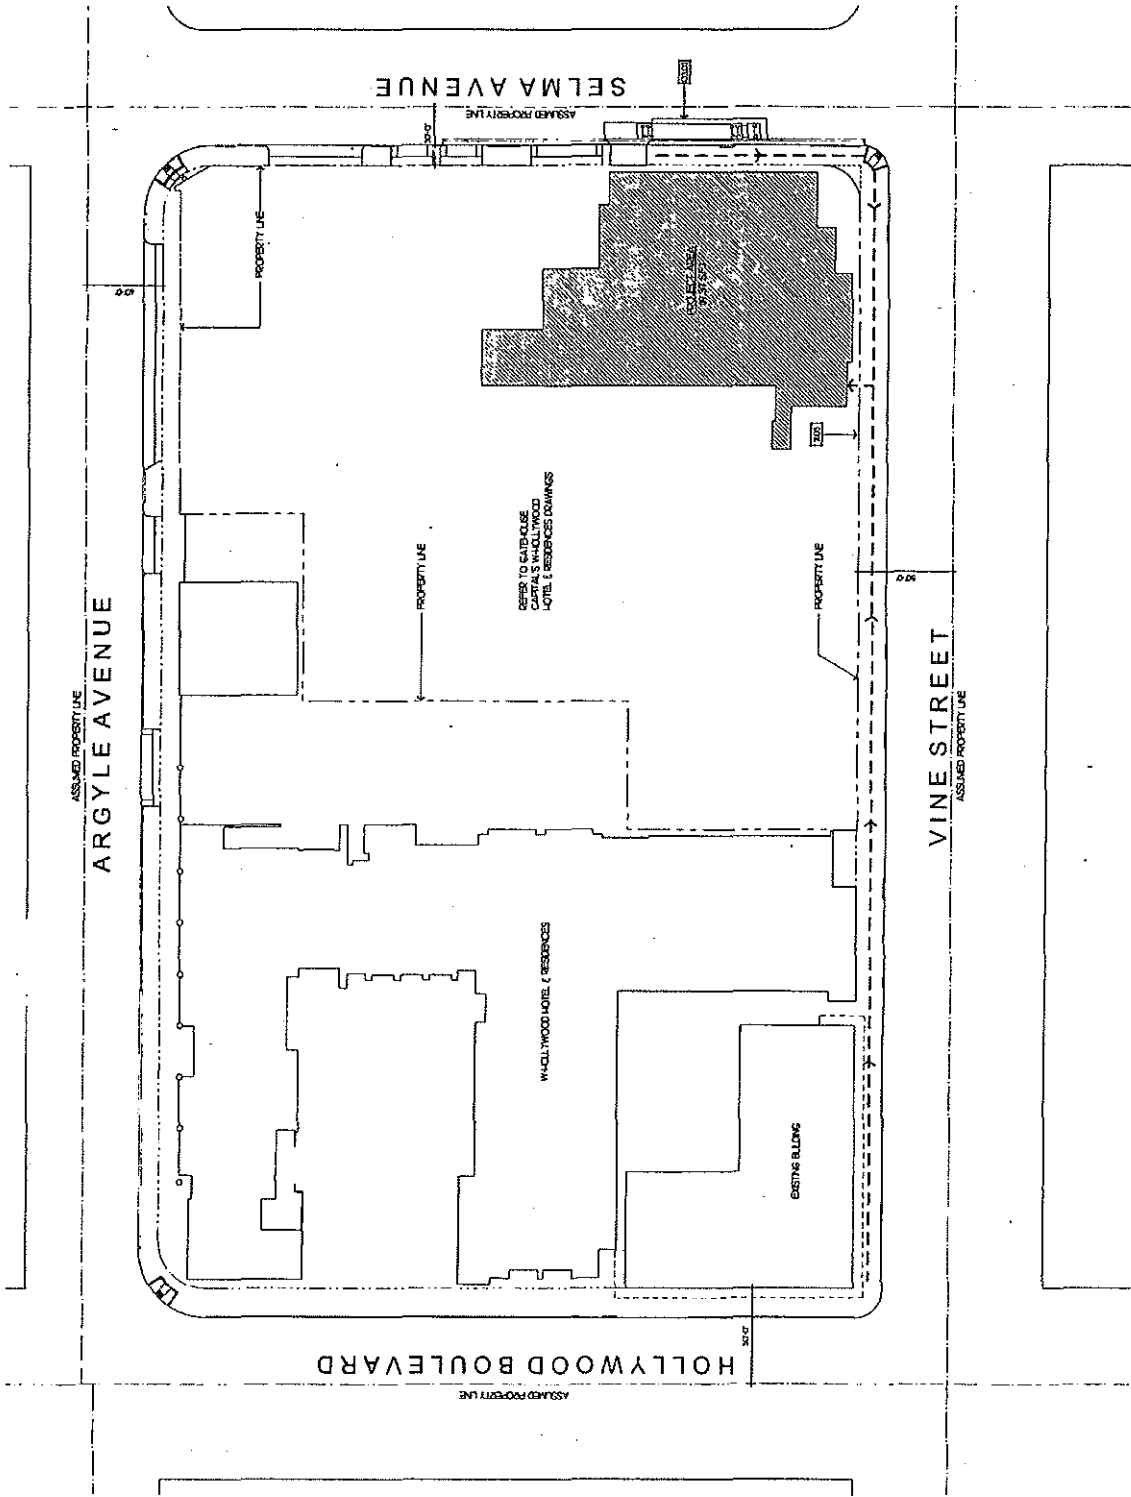 SELMA AVENUE
ASSUMED PROPERTY LINE
PROPERTY LINE
PROJECT AREA
REFER TO GATEHOUSE
CAPITAL'S W-HOLLYWOOD
HOTEL & RESIDENCES DRAWINGS
PROPERTY LINE
PROPERTY LINE
ARGYLE AVENUE
ASSUMED PROPERTY LINE
VINE STREET
ASSUMED PROPERTY LINE
W-HOLLYWOOD HOTEL & RESIDENCES
EXISTING BUILDING
HOLLYWOOD BOULEVARD
ASSUMED PROPERTY LINE